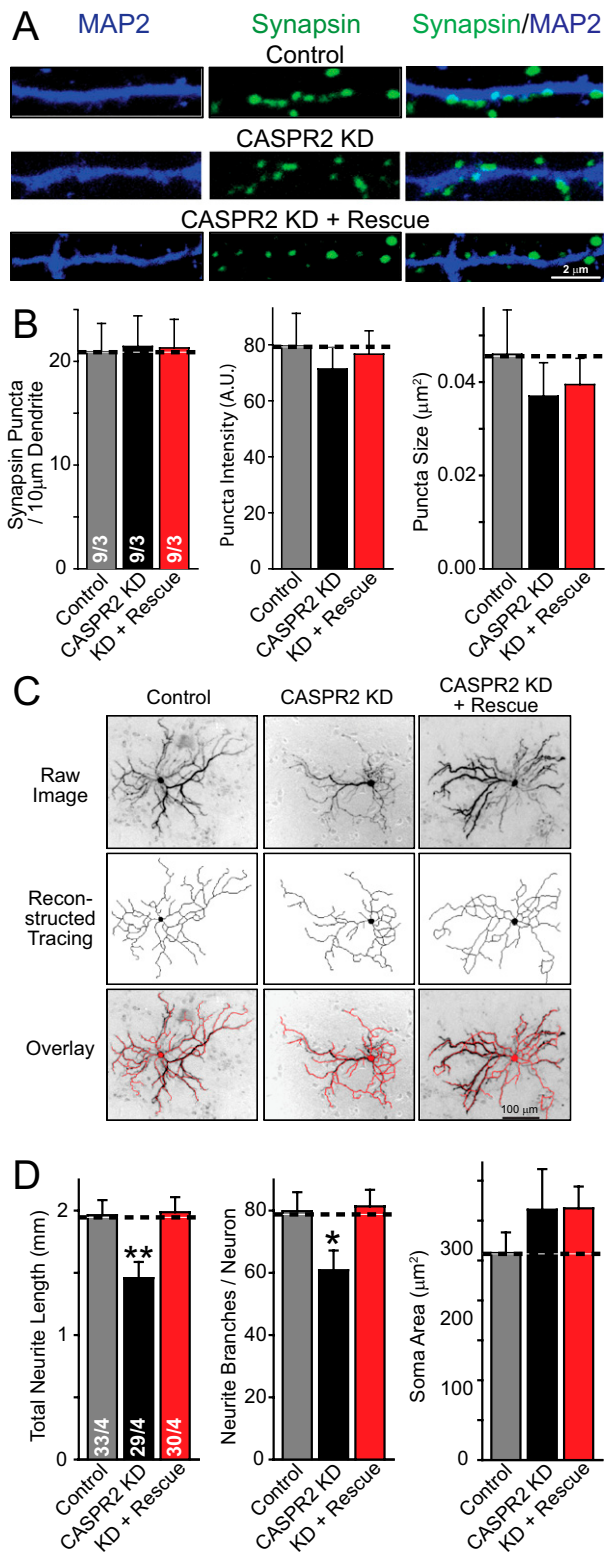 A
MAP2 Synapsin Synapsin/MAP2
Control
CASPR2 KD
CASPR2 KD + Rescue
2 μm
B
Synapsin Puncta
/ 10μm Dendrite
20
10
0
9/3 9/3 9/3
Control
CASPR2 KD
KD + Rescue
Puncta Intensity (A.U.)
80
60
40
20
0
Control
CASPR2 KD
KD + Rescue
Puncta Size (μm²)
0.04
0.02
0.00
Control
CASPR2 KD
KD + Rescue
C
Control CASPR2 KD CASPR2 KD
+ Rescue
Raw
Image
Recon-
structed
Tracing
Overlay
100 μm
D
Total Neurite Length (mm)
2
1
0
**
33/4 29/4 30/4
Control
CASPR2 KD
KD + Rescue
Neurite Branches / Neuron
80
60
40
20
0
*
Control
CASPR2 KD
KD + Rescue
Soma Area (μm²)
300
200
100
0
Control
CASPR2 KD
KD + Rescue